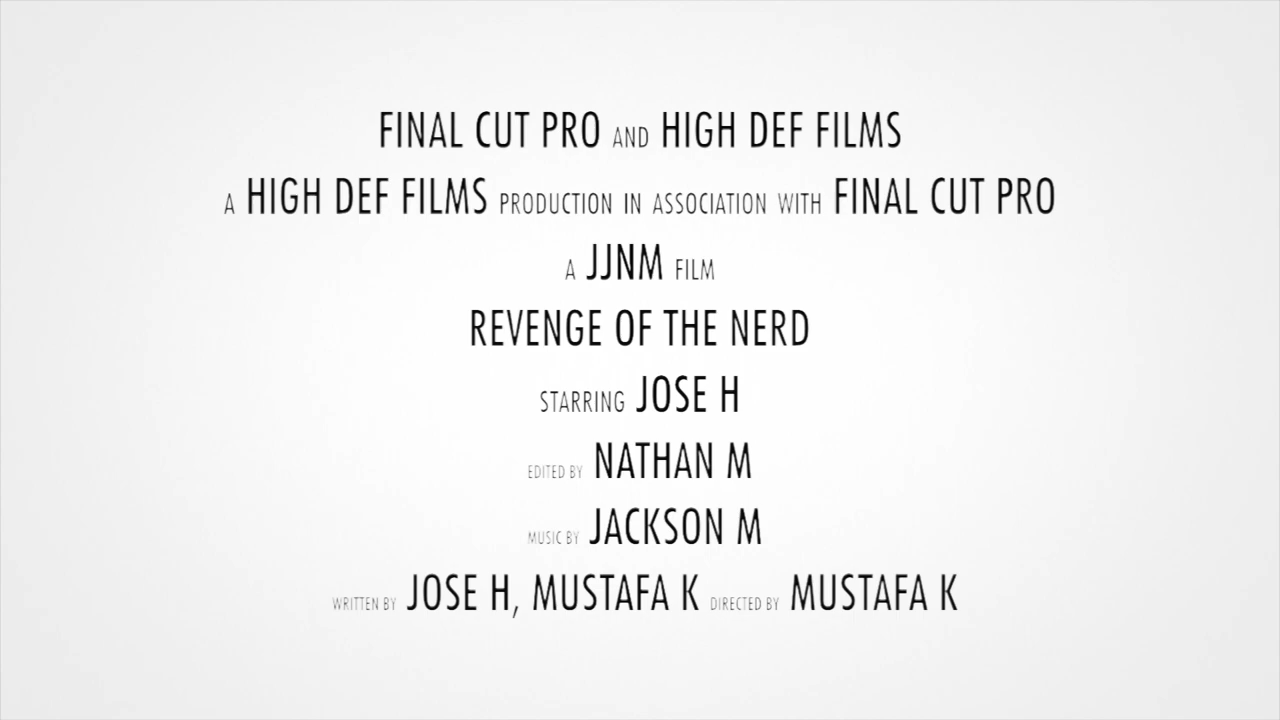 FINAL CUT PRO AND HIGH DEF FILMS
A HIGH DEF FILMS PRODUCTION IN ASSOCIATION WITH FINAL CUT PRO
A JJNM FILM
REVENGE OF THE NERD
STARRING JOSE H
EDITED BY NATHAN M
MUSIC BY JACKSON M
WRITTEN BY JOSE H, MUSTAFA K DIRECTED BY MUSTAFA K